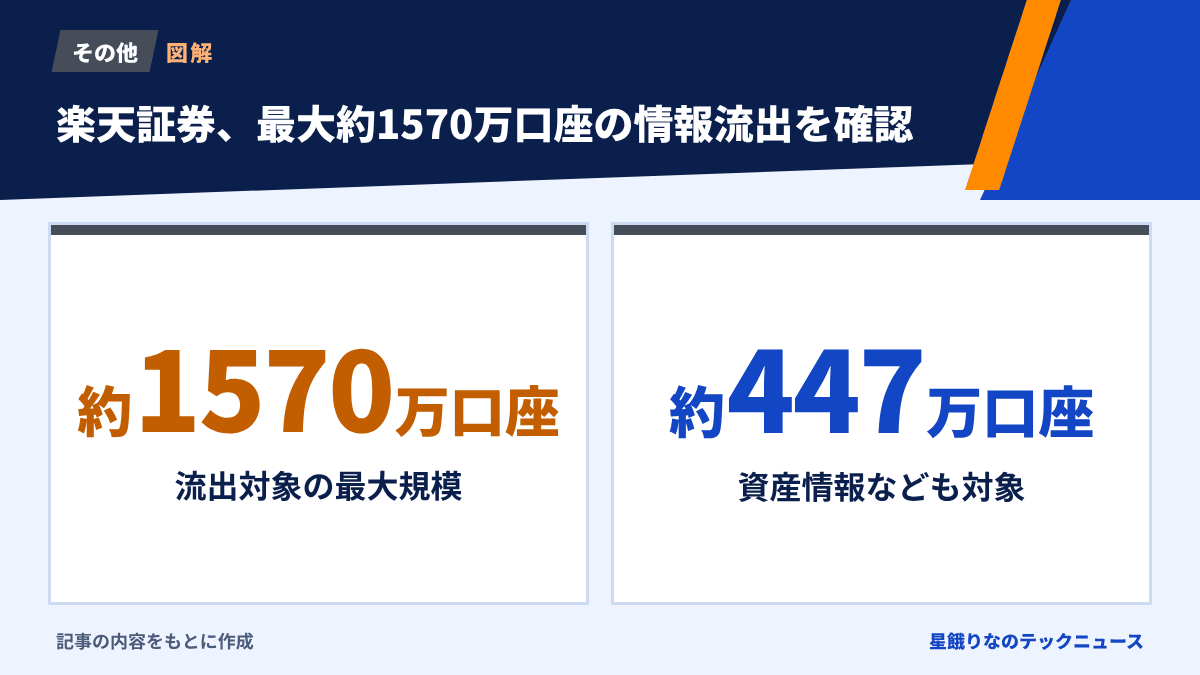 その他 図解
楽天証券、最大約1570万口座の情報流出を確認
約1570万口座
流出対象の最大規模
約447万口座
資産情報なども対象
記事の内容をもとに作成
星餓りなのテックニュース